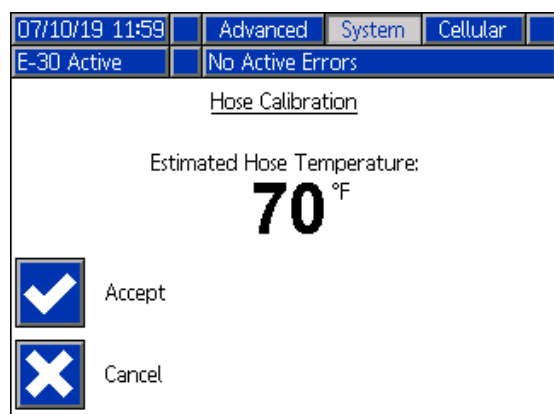 07/10/19 11:59 Advanced System Cellular
E-30 Active No Active Errors
Hose Calibration
Estimated Hose Temperature:
70 °F
Accept
Cancel